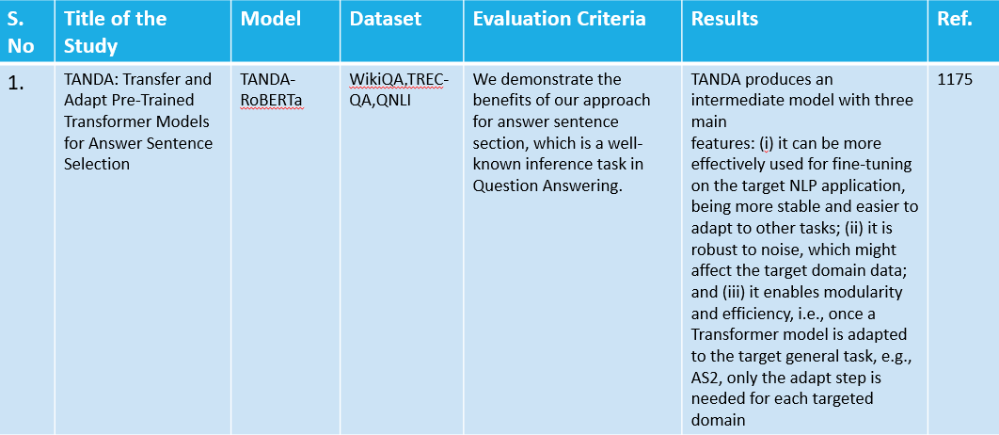 S. No
Title of the Study
Model
Dataset
Evaluation Criteria
Results
Ref.
1.
TANDA: Transfer and
Adapt Pre-Trained
Transformer Models
for Answer Sentence
Selection
TANDA-
RoBERTa
WikiQA,TREC-
QA,QNLI
We demonstrate the
benefits of our approach
for answer sentence
section, which is a well-
known inference task in
Question Answering.
TANDA produces an
intermediate model with three
main
features: (i) it can be more
effectively used for fine-tuning
on the target NLP application,
being more stable and easier to
adapt to other tasks; (ii) it is
robust to noise, which might
affect the target domain data;
and (iii) it enables modularity
and efficiency, i.e., once a
Transformer model is adapted
to the target general task, e.g.,
AS2, only the adapt step is
needed for each targeted
domain
1175